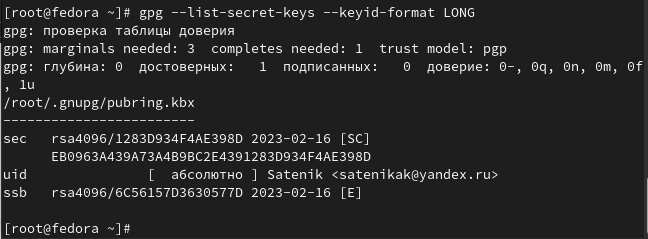 [root@fedora ~]# gpg --list-secret-keys --keyid-format LONG
gpg: проверка таблицы доверия
gpg: marginals needed: 3  completes needed: 1  trust model: pgp
gpg: глубина: 0  достоверных:   1  подписанных:   0  доверие: 0-, 0q, 0n, 0m, 0f
, 1u
/root/.gnupg/pubring.kbx
------------------------
sec   rsa4096/1283D934F4AE398D 2023-02-16 [SC]
      EB0963A439A73A4B9BC2E4391283D934F4AE398D
uid              [  абсолютно ] Satenik <satenikak@yandex.ru>
ssb   rsa4096/6C56157D3630577D 2023-02-16 [E]
[root@fedora ~]#